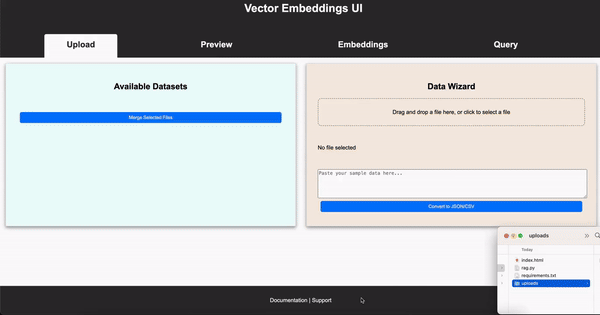 Vector Embeddings UI
Upload
Preview
Embeddings
Query
Available Datasets
Merge Selected Files
Data Wizard
Drag and drop a file here, or click to select a file
No file selected
Paste your sample data here...
Convert to JSON/CSV
uploads
Today
index.html
rag.py
requirements.txt
uploads
Documentation | Support